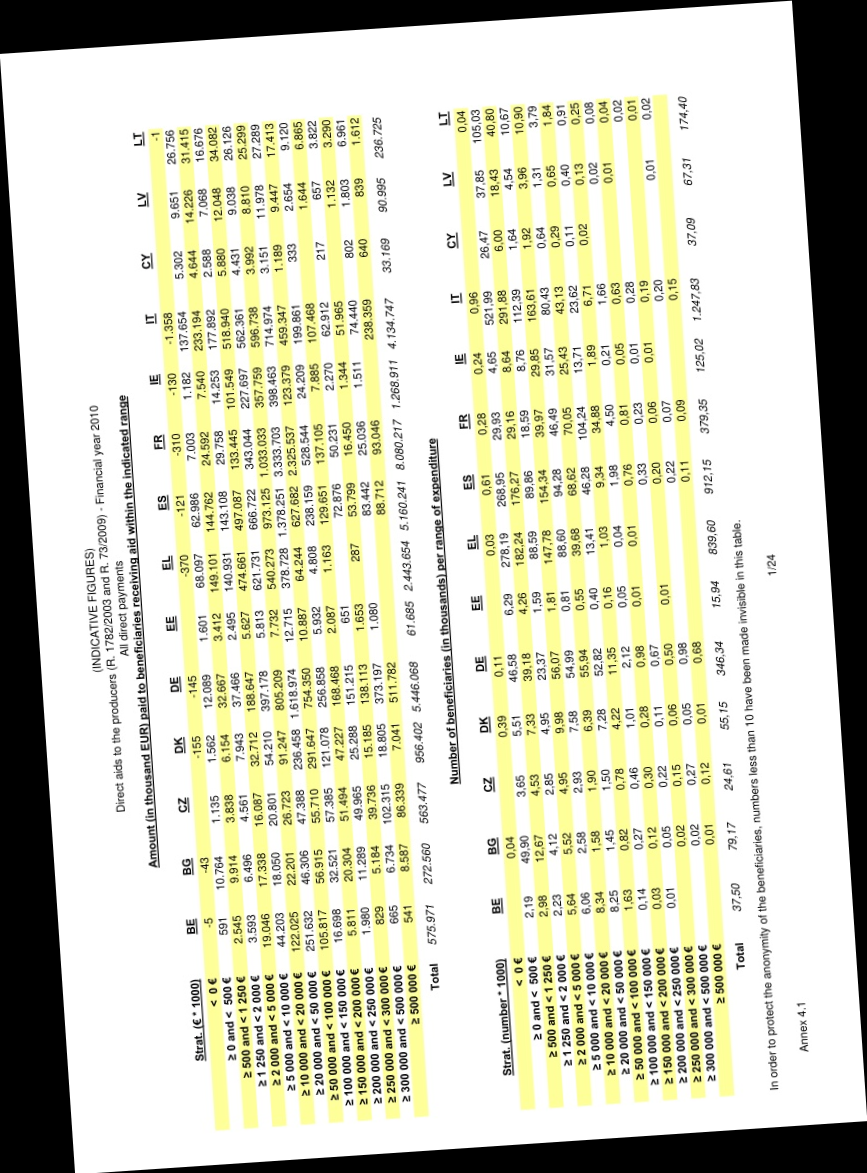 (INDICATIVE FIGURES)
Direct aids to the producers (R. 1782/2003 and R. 73/2009) - Financial year 2010
All direct payments
Amount (in thousand EUR) paid to beneficiaries receiving aid within the indicated range
Strat. (€ * 1000) BE BG CZ DK DE EE EL ES FR IE IT CY LV LT
< 0 € -5 -43 -155 -145 -370 -121 -310 -130 -1.358 -1
≥ 0 and < 500 € 591 10.764 1.135 1.562 12.089 1.601 68.097 62.986 7.003 1.182 137.654 5.302 9.651 26.756
≥ 500 and < 1 250 € 2.545 9.914 3.838 6.154 32.667 3.412 149.101 144.762 24.592 7.540 233.194 4.644 14.226 31.415
≥ 1 250 and < 2 000 € 3.593 6.496 4.561 7.943 37.466 2.495 140.931 143.108 29.758 14.253 177.892 2.588 7.068 16.676
≥ 2 000 and < 5 000 € 19.046 17.338 16.087 32.712 188.647 5.627 474.661 497.087 133.445 101.549 518.940 5.880 12.048 34.082
≥ 5 000 and < 10 000 € 44.203 18.050 20.801 54.210 397.178 5.813 621.731 666.722 343.044 227.697 562.361 4.431 9.038 26.126
≥ 10 000 and < 20 000 € 122.025 22.201 26.723 91.247 805.209 7.732 540.273 973.125 1.033.033 357.759 596.738 3.992 8.810 25.299
≥ 20 000 and < 50 000 € 251.632 46.306 47.388 236.458 1.618.974 12.715 378.728 1.378.251 3.333.703 398.463 714.974 3.151 11.978 27.289
≥ 50 000 and < 100 000 € 105.817 56.915 55.710 291.647 754.350 10.887 64.244 627.682 2.325.537 123.379 459.347 1.189 9.447 17.413
≥ 100 000 and < 150 000 € 16.698 32.521 57.385 121.078 256.858 5.932 4.808 238.159 528.544 24.209 199.861 333 2.654 9.120
≥ 150 000 and < 200 000 € 5.811 20.304 51.494 47.227 168.468 2.087 1.163 129.651 137.105 7.885 107.468 1.644 6.865
≥ 200 000 and < 250 000 € 1.980 11.289 49.965 25.288 151.215 651 72.876 50.231 2.270 62.912 217 657 3.822
≥ 250 000 and < 300 000 € 829 5.184 39.736 15.185 138.113 1.653 287 53.799 16.450 1.344 51.965 1.132 3.290
≥ 300 000 and < 500 000 € 665 6.734 102.315 18.805 373.197 1.080 83.442 25.036 1.511 74.440 802 1.803 6.961
≥ 500 000 € 541 8.587 86.339 7.041 511.782 88.712 93.046 238.359 640 839 1.612
Total 575.971 272.560 563.477 956.402 5.446.068 61.685 2.443.654 5.160.241 8.080.217 1.268.911 4.134.747 33.169 90.995 236.725
Number of beneficiaries (in thousands) per range of expenditure
Strat. (number * 1000) BE BG CZ DK DE EE EL ES FR IE IT CY LV LT
< 0 € 0,04 0,39 0,11 0,03 0,61 0,28 0,24 0,96 0,04
≥ 0 and < 500 € 2,19 49,90 3,65 5,51 46,58 6,29 278,19 268,95 29,93 4,65 521,99 26,47 37,85 105,03
≥ 500 and < 1 250 € 2,98 12,67 4,53 7,33 39,18 4,26 182,24 176,27 29,16 8,64 291,88 6,00 18,43 40,80
≥ 1 250 and < 2 000 € 2,23 4,12 2,85 4,95 23,37 1,59 88,59 89,86 18,59 8,76 112,39 1,64 4,54 10,67
≥ 2 000 and < 5 000 € 5,64 5,52 4,95 9,98 56,07 1,81 147,78 154,34 39,97 29,85 163,61 1,92 3,96 10,90
≥ 5 000 and < 10 000 € 6,06 2,58 2,93 7,58 54,99 0,81 88,60 94,28 46,49 31,57 80,43 0,64 1,31 3,79
≥ 10 000 and < 20 000 € 8,34 1,58 1,90 6,39 55,94 0,55 39,68 68,62 70,05 25,43 43,13 0,29 0,65 1,84
≥ 20 000 and < 50 000 € 8,25 1,45 1,50 7,28 52,82 0,40 13,41 46,28 104,24 13,71 23,62 0,11 0,40 0,91
≥ 50 000 and < 100 000 € 1,63 0,82 0,78 4,22 11,35 0,16 1,03 9,34 34,88 1,89 6,71 0,02 0,13 0,25
≥ 100 000 and < 150 000 € 0,14 0,27 0,46 1,01 2,12 0,05 0,04 1,98 4,50 0,21 1,66 0,02 0,08
≥ 150 000 and < 200 000 € 0,03 0,12 0,30 0,28 0,98 0,01 0,01 0,76 0,81 0,05 0,63 0,01 0,04
≥ 200 000 and < 250 000 € 0,01 0,05 0,22 0,11 0,67 0,33 0,23 0,01 0,28 0,02
≥ 250 000 and < 300 000 € 0,02 0,15 0,06 0,50 0,01 0,20 0,06 0,01 0,19 0,01
≥ 300 000 and < 500 000 € 0,02 0,27 0,05 0,98 0,22 0,07 0,20 0,01 0,02
≥ 500 000 € 0,01 0,12 0,01 0,68 0,11 0,09 0,15
Total 37,50 79,17 24,61 55,15 346,34 15,94 839,60 912,15 379,35 125,02 1.247,83 37,09 67,31 174,40
In order to protect the anonymity of the beneficiaries, numbers less than 10 have been made invisible in this table.
Annex 4.1
1/24